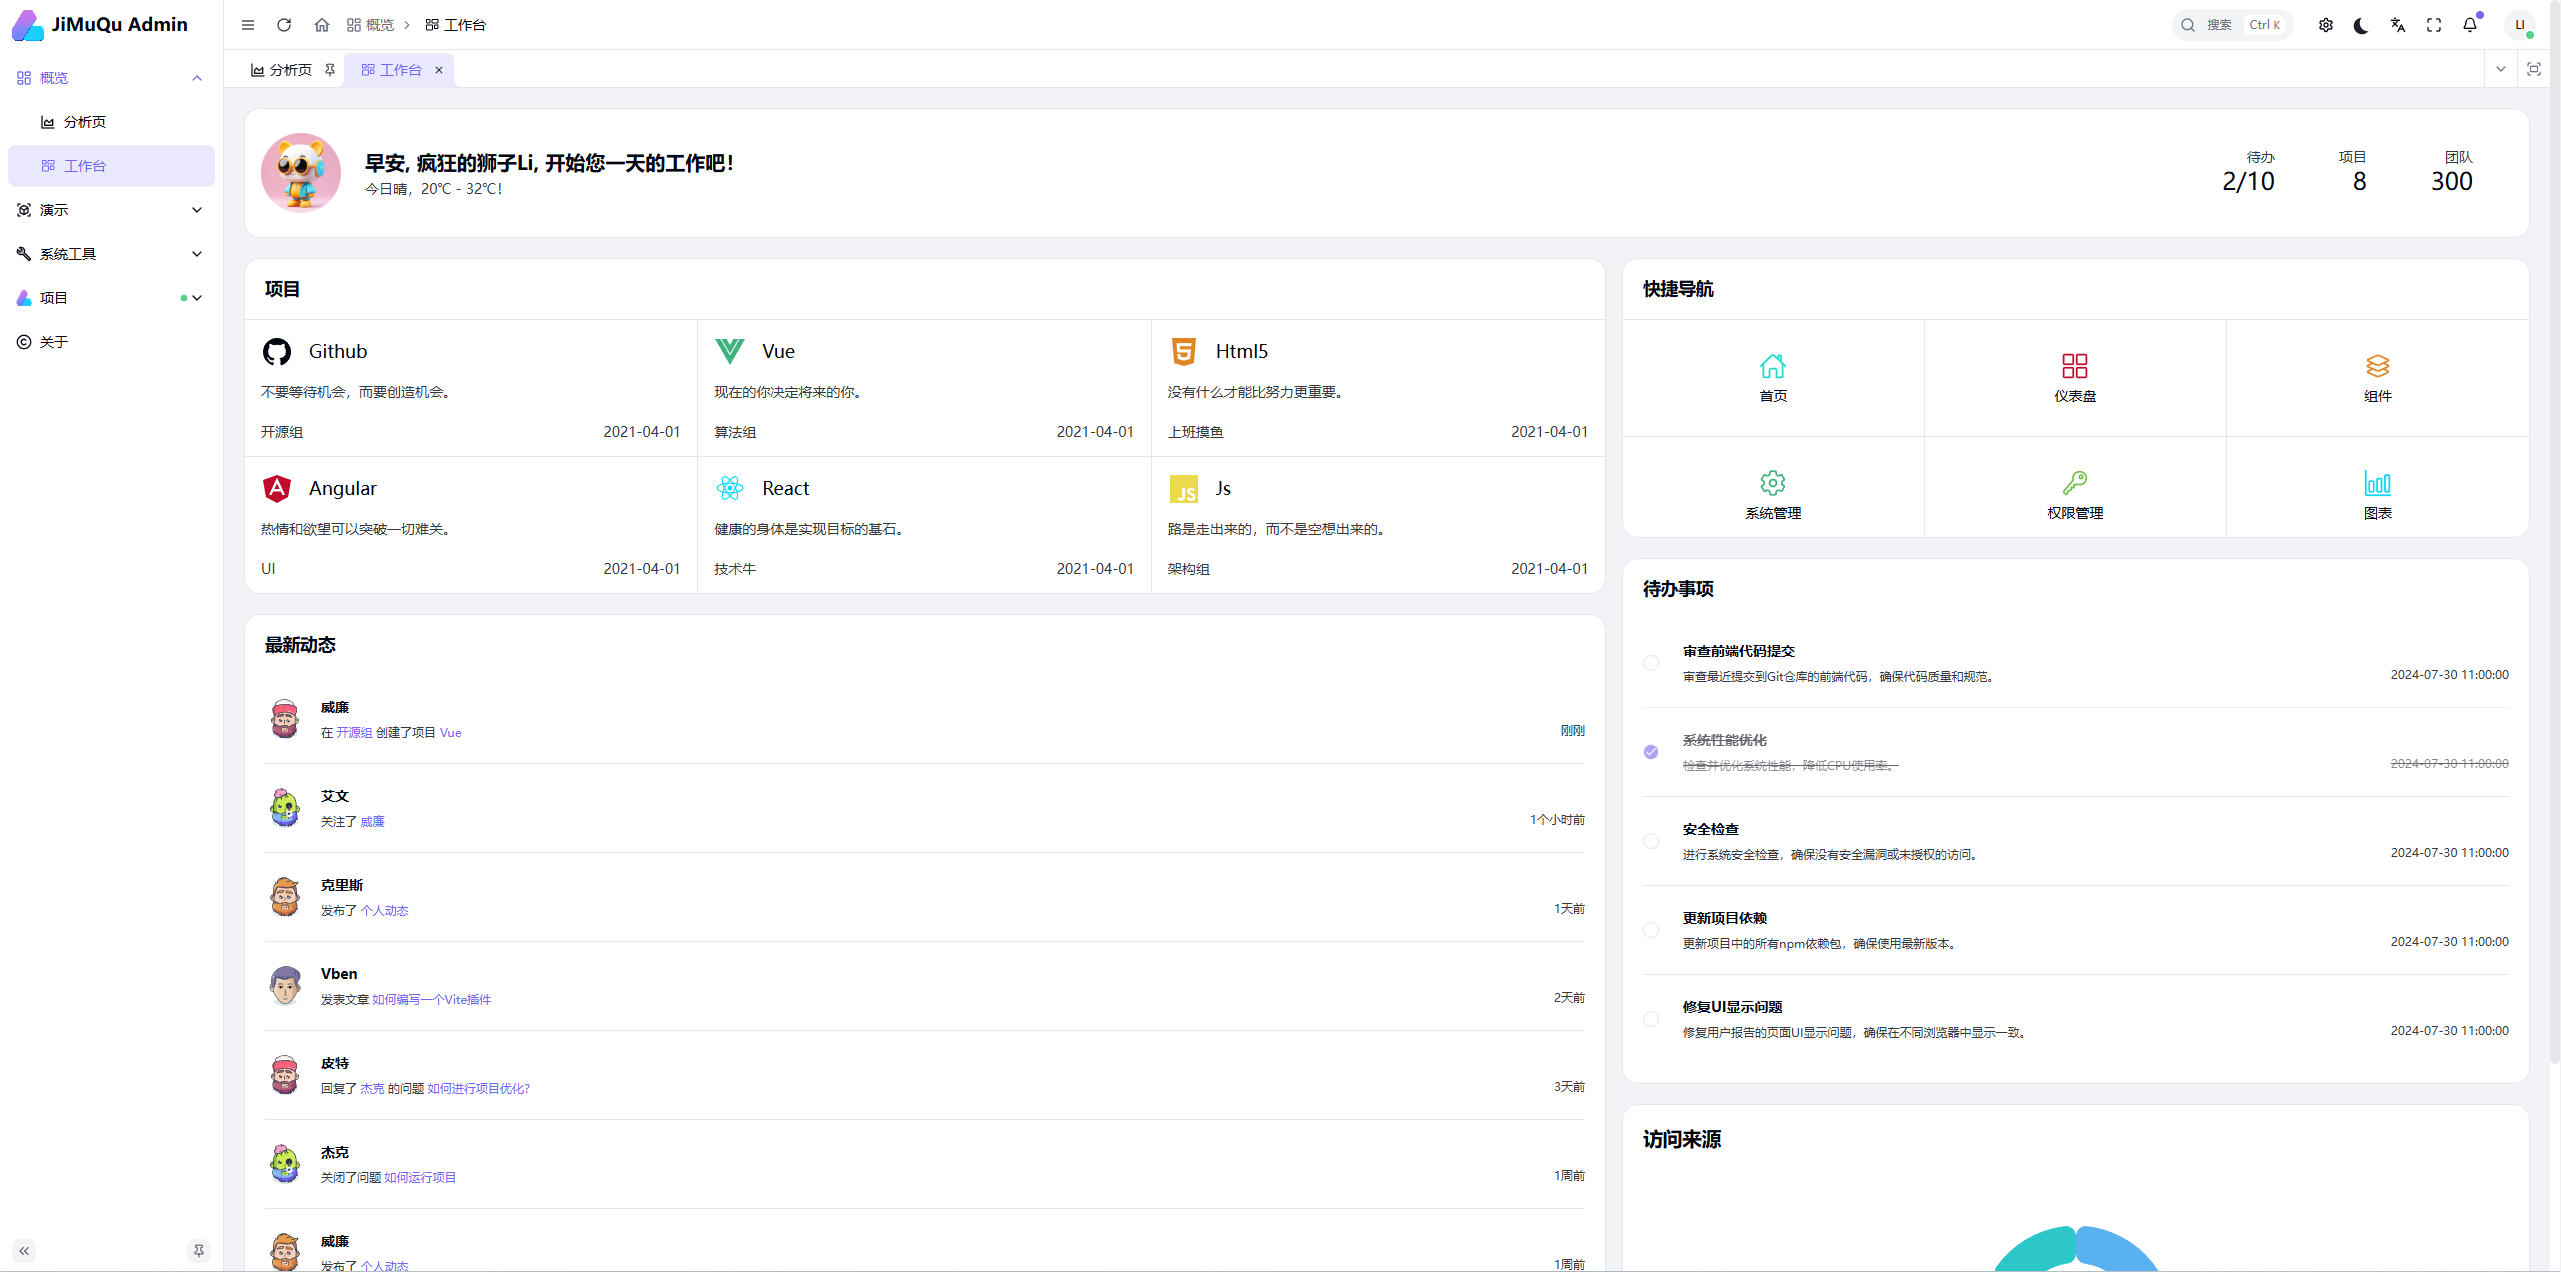 JiMuQu Admin
概览
分析页
工作台
演示
系统工具
项目
关于
概览
工作台
搜索 Ctrl K
LI
分析页
工作台
早安, 疯狂的狮子Li, 开始您一天的工作吧!
今日晴，20℃ - 32℃!
待办 项目 团队
2/10 8 300
项目
Github
不要等待机会，而要创造机会。
开源组 2021-04-01
Vue
现在的你决定将来的你。
算法组 2021-04-01
Html5
没有什么才能比努力更重要。
上班摸鱼 2021-04-01
Angular
热情和欲望可以突破一切难关。
UI 2021-04-01
React
健康的身体是实现目标的基石。
技术牛 2021-04-01
JS
Js
路是走出来的，而不是空想出来的。
架构组 2021-04-01
最新动态
威廉
在 开源组 创建了项目 Vue
刚刚
艾文
关注了 威廉
1个小时前
克里斯
发布了 个人动态
1天前
Vben
发表文章 如何编写一个Vite插件
2天前
皮特
回复了 杰克 的问题 如何进行项目优化?
3天前
杰克
关闭了问题 如何运行项目
1周前
威廉
发布了 个人动态
1周前
快捷导航
首页
仪表盘
组件
系统管理
权限管理
图表
待办事项
审查前端代码提交
审查最近提交到Git仓库的前端代码，确保代码质量和规范。
2024-07-30 11:00:00
系统性能优化
检查并优化系统性能，降低CPU使用率。
2024-07-30 11:00:00
安全检查
进行系统安全检查，确保没有安全漏洞或未授权的访问。
2024-07-30 11:00:00
更新项目依赖
更新项目中的所有npm依赖包，确保使用最新版本。
2024-07-30 11:00:00
修复UI显示问题
修复用户报告的页面UI显示问题，确保在不同浏览器中显示一致。
2024-07-30 11:00:00
访问来源